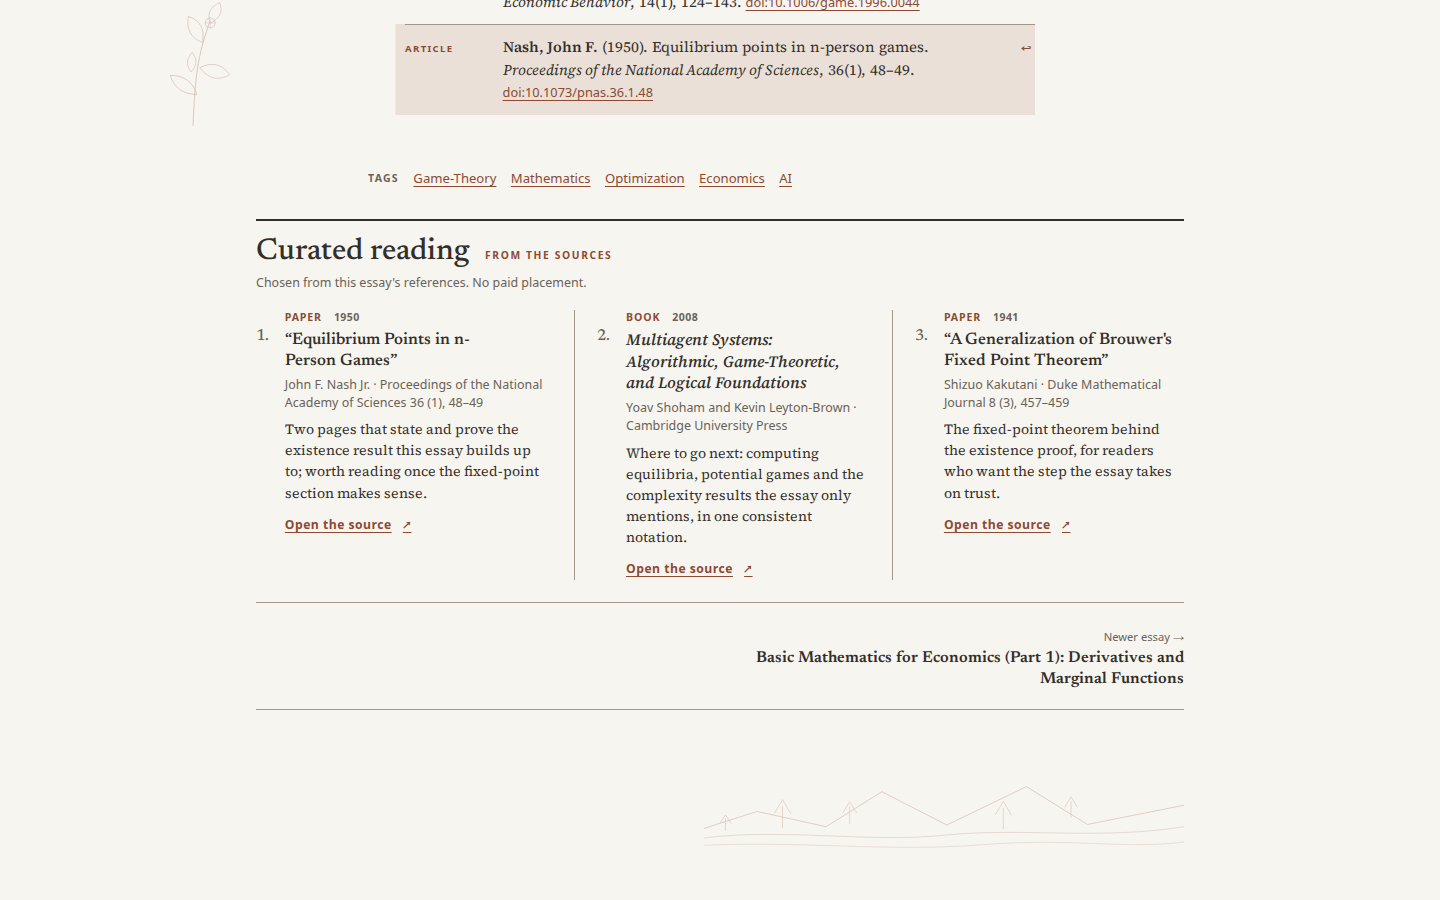 Economic Behavior, 14(1), 124–143. doi:10.1006/game.1996.0044
ARTICLE
Nash, John F. (1950). Equilibrium points in n-person games. ↩
Proceedings of the National Academy of Sciences, 36(1), 48–49.
doi:10.1073/pnas.36.1.48
TAGS Game-Theory Mathematics Optimization Economics AI
Curated reading FROM THE SOURCES
Chosen from this essay's references. No paid placement.
1.
PAPER 1950
“Equilibrium Points in n-
Person Games”
John F. Nash Jr. · Proceedings of the National
Academy of Sciences 36 (1), 48–49
Two pages that state and prove the
existence result this essay builds up
to; worth reading once the fixed-point
section makes sense.
Open the source ↗
2.
BOOK 2008
Multiagent Systems:
Algorithmic, Game-Theoretic,
and Logical Foundations
Yoav Shoham and Kevin Leyton-Brown ·
Cambridge University Press
Where to go next: computing
equilibria, potential games and the
complexity results the essay only
mentions, in one consistent
notation.
Open the source ↗
3.
PAPER 1941
“A Generalization of Brouwer's
Fixed Point Theorem”
Shizuo Kakutani · Duke Mathematical
Journal 8 (3), 457–459
The fixed-point theorem behind
the existence proof, for readers
who want the step the essay takes
on trust.
Open the source ↗
Newer essay →
Basic Mathematics for Economics (Part 1): Derivatives and
Marginal Functions